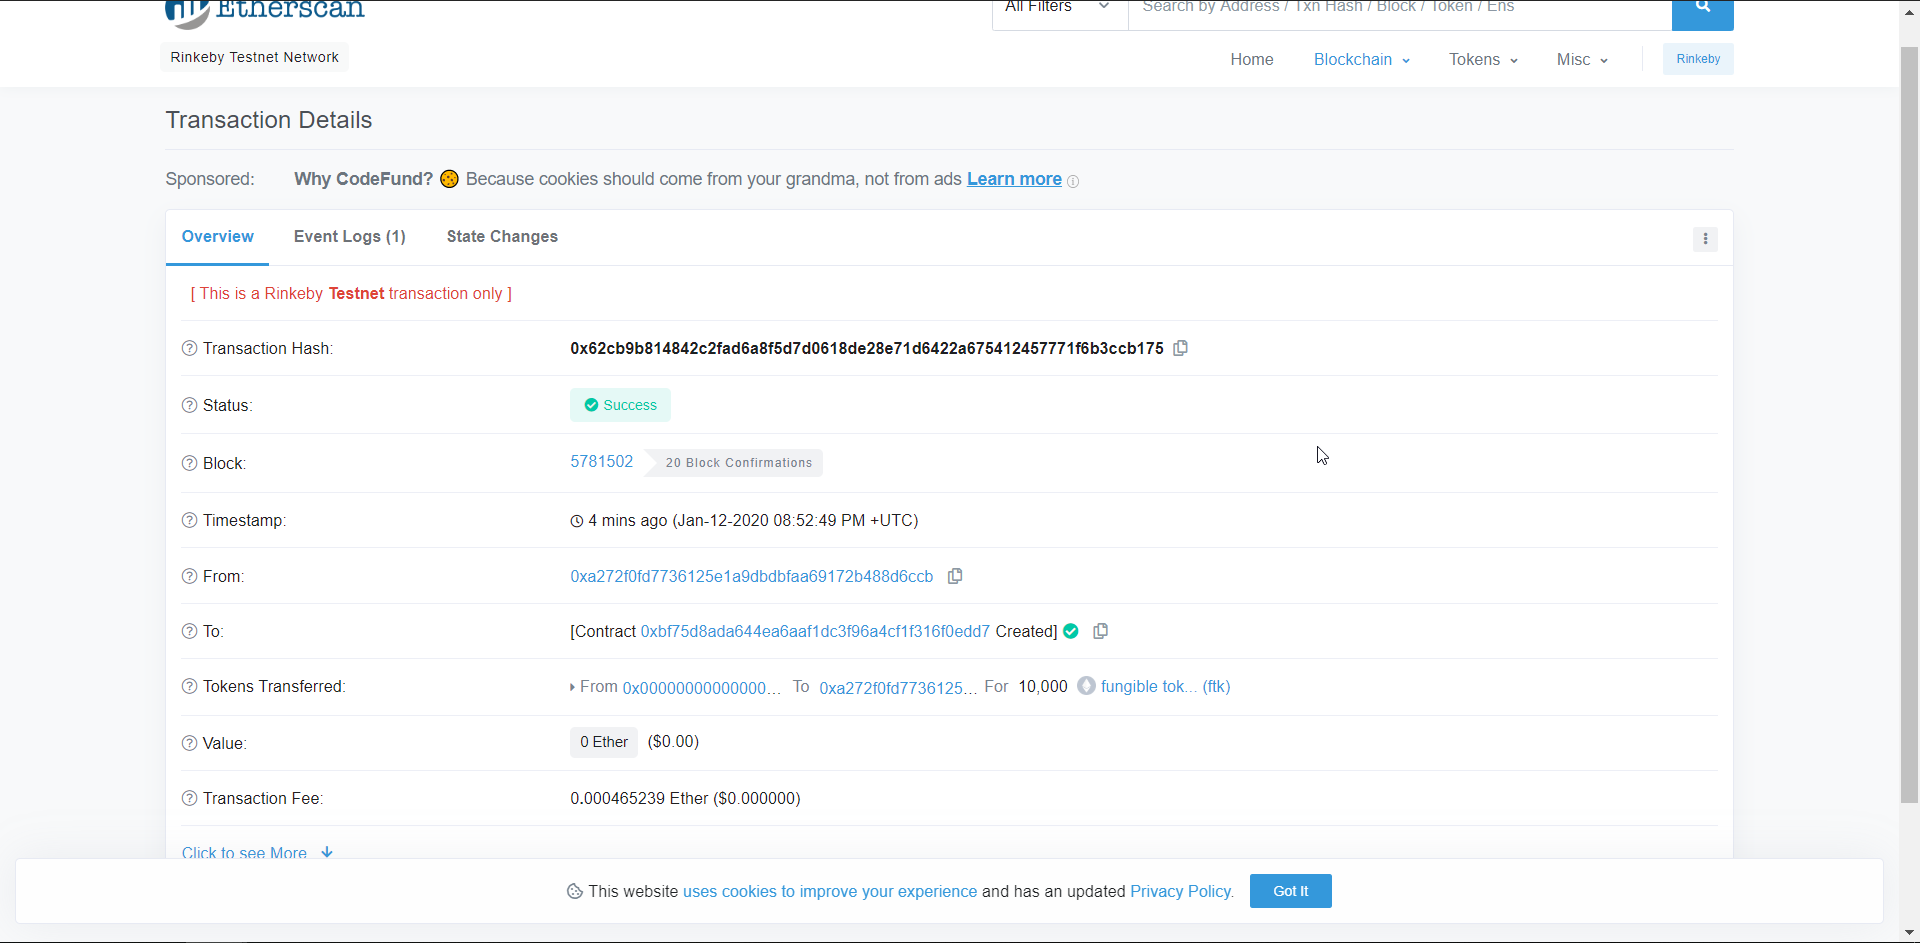 Etherscan
All Filters
Search by Address / Txn Hash / Block / Token / Ens
Rinkeby Testnet Network
Home Blockchain Tokens Misc Rinkeby
Transaction Details
Sponsored: Why CodeFund? Because cookies should come from your grandma, not from ads Learn more
Overview Event Logs (1) State Changes
[ This is a Rinkeby Testnet transaction only ]
Transaction Hash: 0x62cb9b814842c2fad6a8f5d7d0618de28e71d6422a675412457771f6b3ccb175
Status: Success
Block: 5781502 20 Block Confirmations
Timestamp: 4 mins ago (Jan-12-2020 08:52:49 PM +UTC)
From: 0xa272f0fd7736125e1a9dbdbfaa69172b488d6ccb
To: [Contract 0xbf75d8ada644ea6aaf1dc3f96a4cf1f316f0edd7 Created]
Tokens Transferred: From 0x00000000000000... To 0xa272f0fd7736125... For 10,000 fungible tok... (ftk)
Value: 0 Ether ($0.00)
Transaction Fee: 0.000465239 Ether ($0.000000)
Click to see More
This website uses cookies to improve your experience and has an updated Privacy Policy. Got It